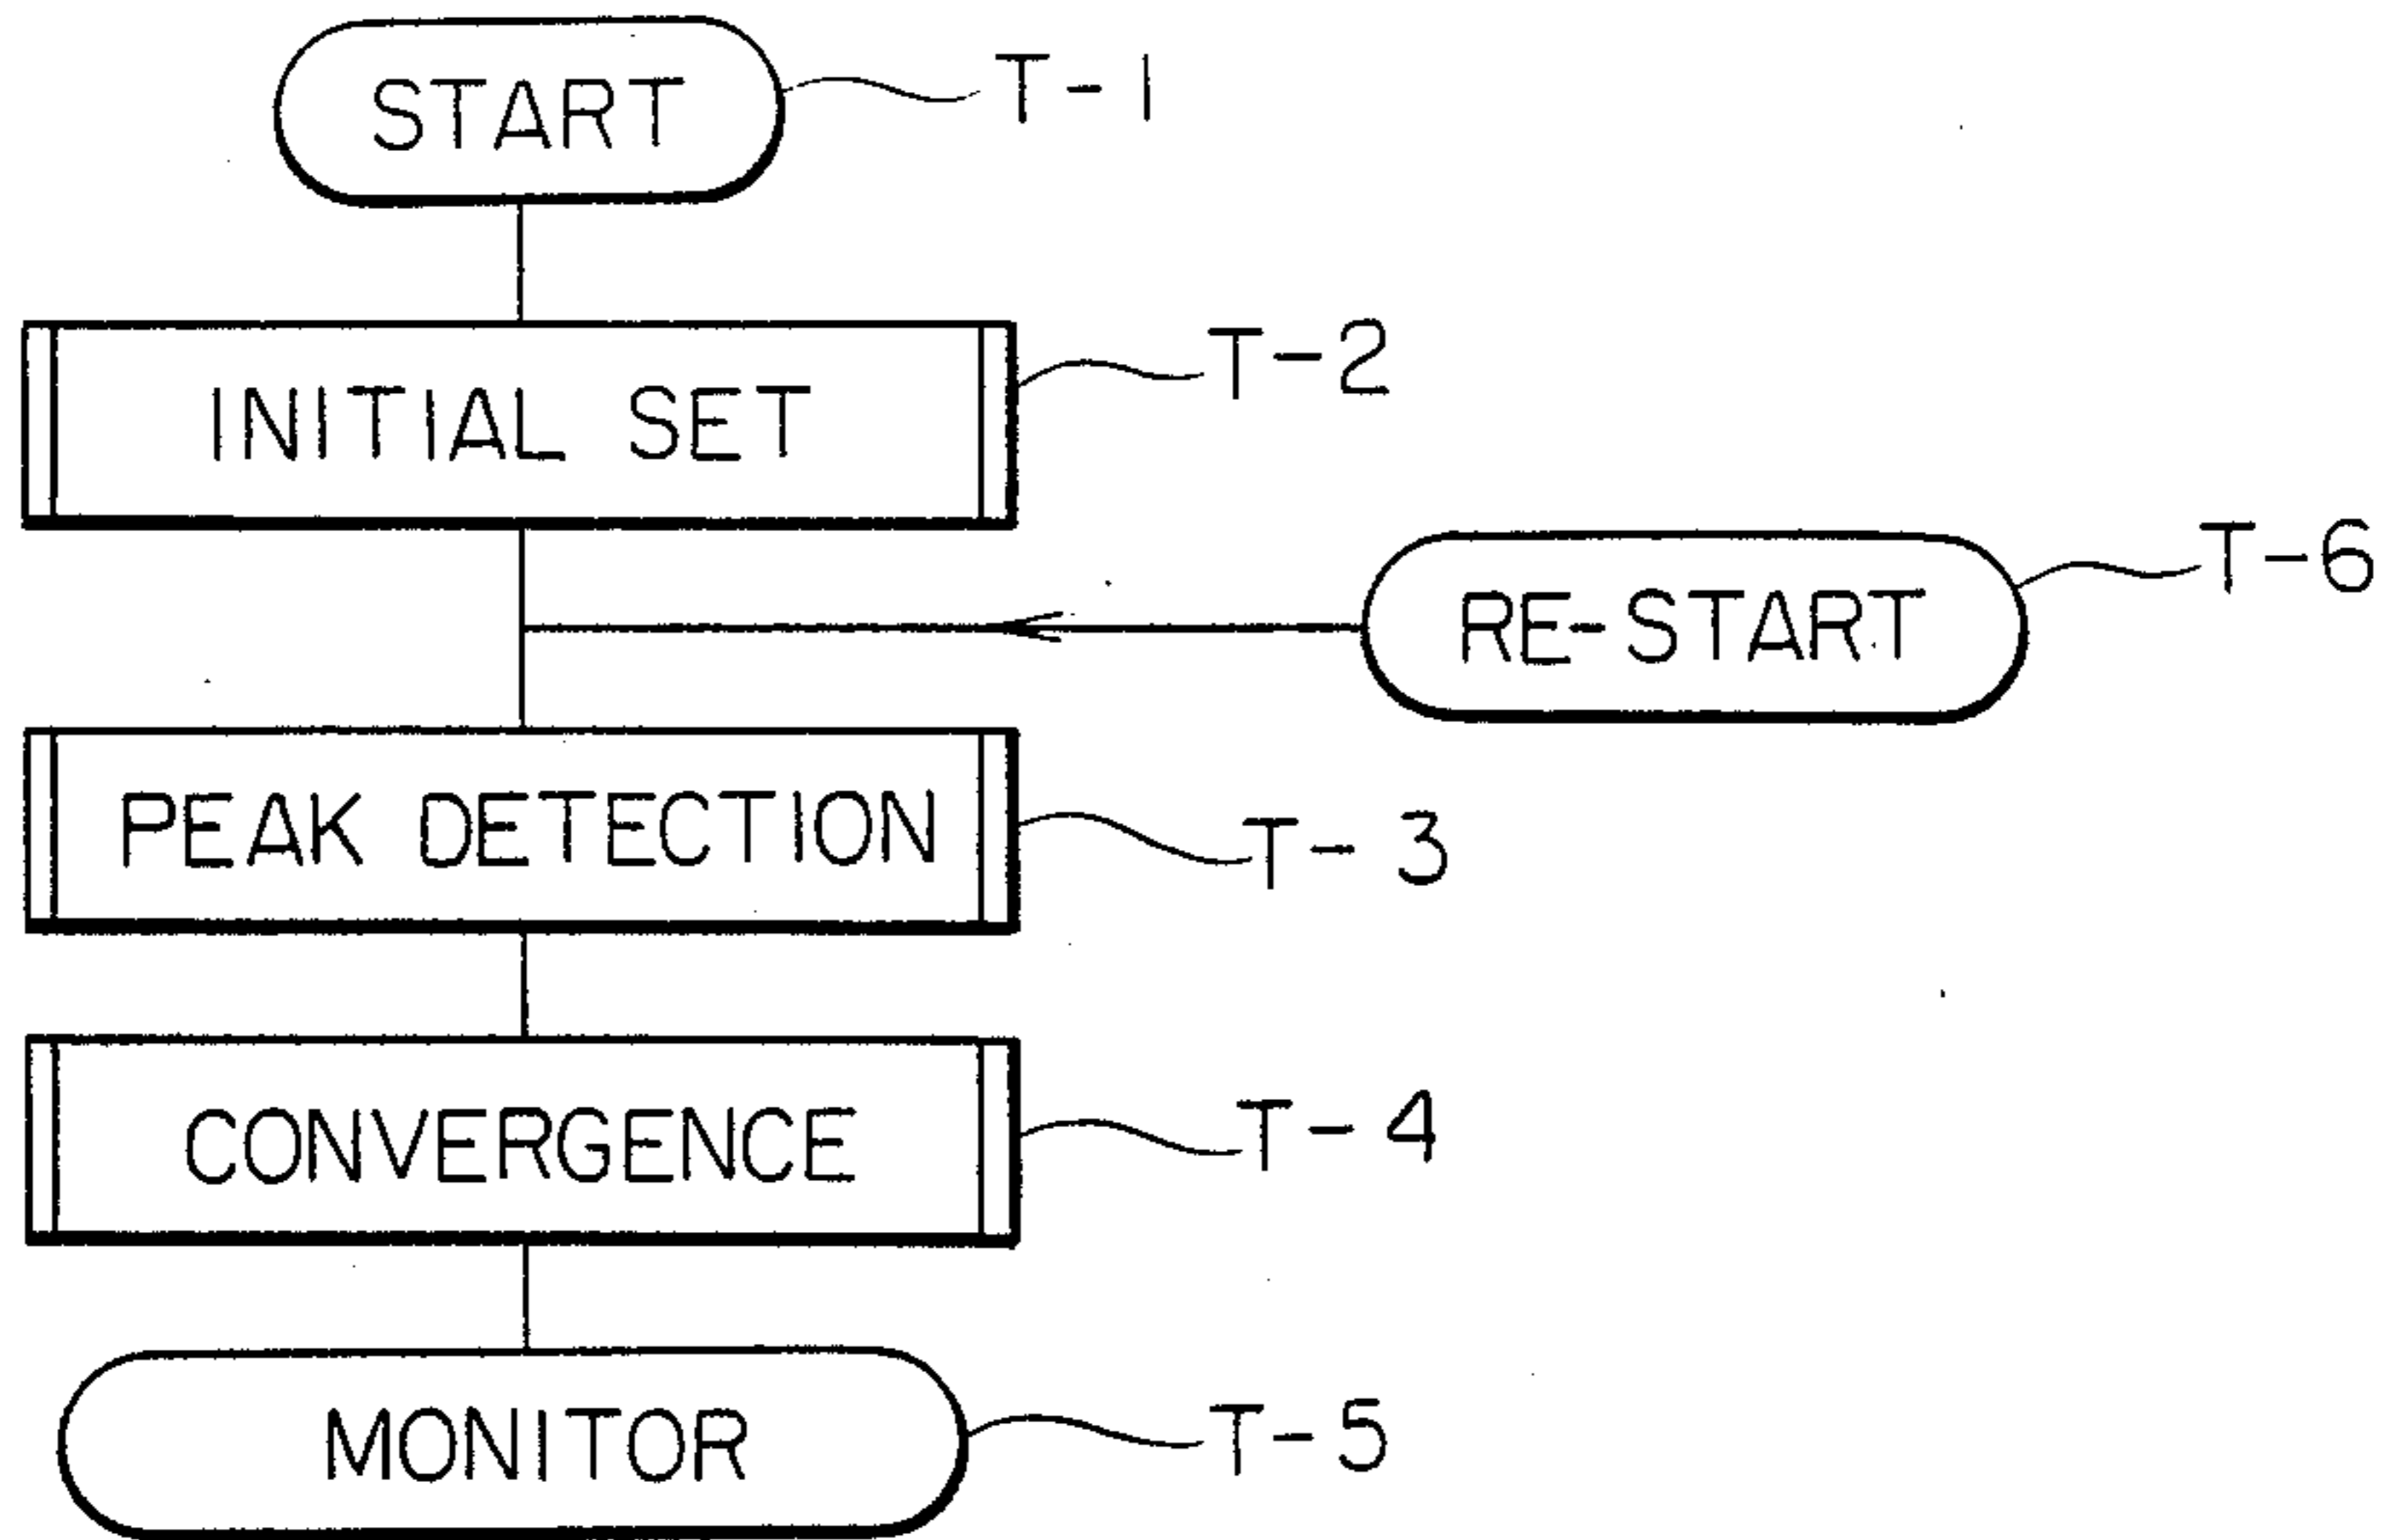 START
T-1
INITIAL SET
T-2
RE-START
T-6
PEAK DETECTION
T-3
CONVERGENCE
T-4
MONITOR
T-5